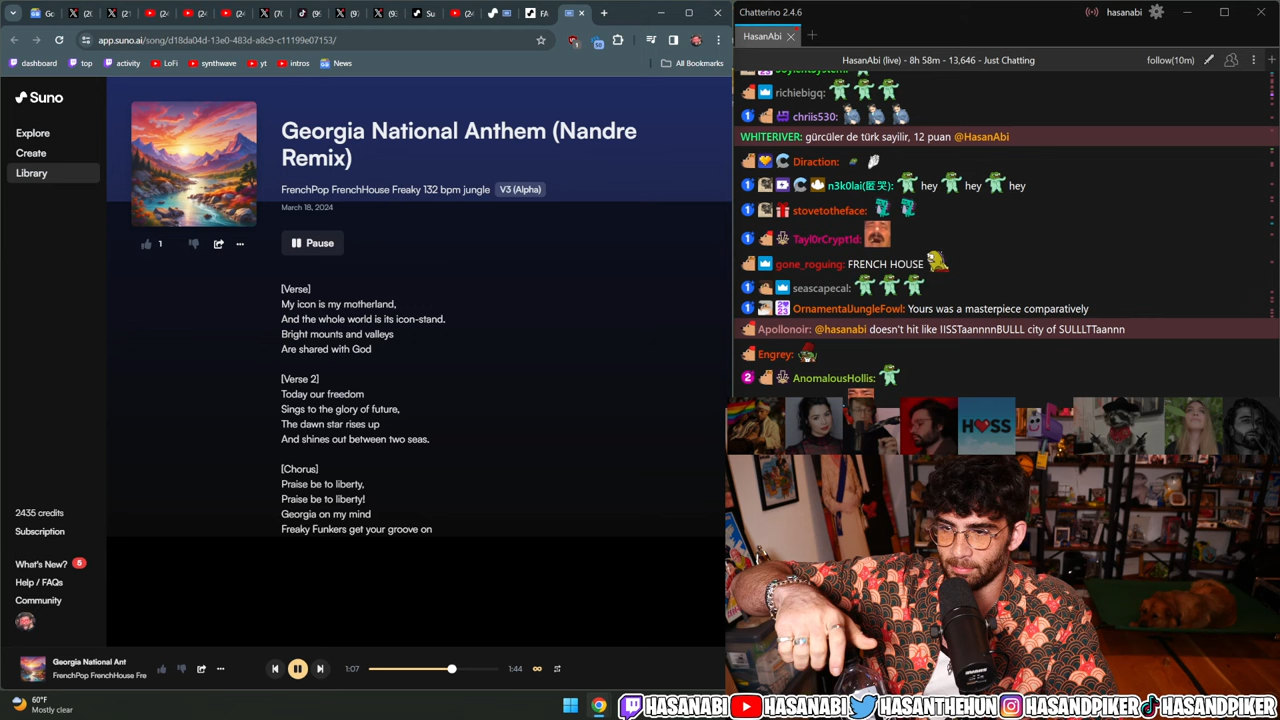 app.suno.ai/song/d18da04d-13e0-483d-a8c9-c11199e07153/
dashboard
top
activity
LoFi
synthwave
yt
intros
News
All Bookmarks
Suno
Explore
Create
Library
2435 credits
Subscription
What's New?
5
Help / FAQs
Community
Georgia National Anthem (Nandre
Remix)
FrenchPop FrenchHouse Freaky 132 bpm jungle V3 (Alpha)
March 18, 2024
1
Pause
[Verse]
My icon is my motherland,
And the whole world is its icon-stand.
Bright mounts and valleys
Are shared with God
[Verse 2]
Today our freedom
Sings to the glory of future,
The dawn star rises up
And shines out between two seas.
[Chorus]
Praise be to liberty,
Praise be to liberty!
Georgia on my mind
Freaky Funkers get your groove on
Georgia National Ant
FrenchPop FrenchHouse Fre
1:07
1:44
60°F
Mostly clear
Chatterino 2.4.6
hasanabi
HasanAbi
HasanAbi (live) - 8h 58m - 13,646 - Just Chatting
follow(10m)
richiebigq:
chriis530:
WHITERIVER: gürcüler de türk sayilir, 12 puan @HasanAbi
Diraction:
n3k0lai(匿哭): hey hey hey
stovetotheface:
Tayl0rCrypt1d:
gone_roguing: FRENCH HOUSE
seascapecal:
OrnamentalJungleFowl: Yours was a masterpiece comparatively
Apollonoir: @hasanabi doesn't hit like IISSTaannnnBULLL city of SULLLTTaannn
Engrey:
AnomalousHollis:
HASANABI
HASANABI
HASANTHEHUN
HASANDPIKER
HASANDPIKER